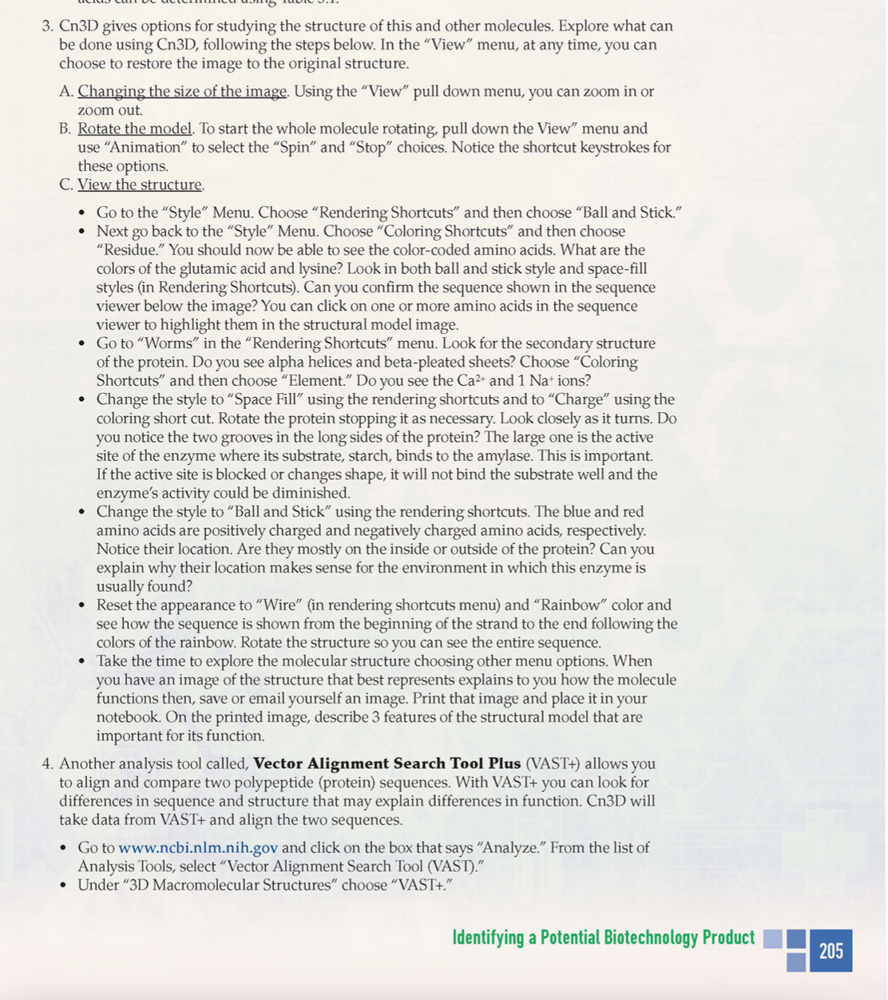 acids can be determined using Table 5.1.
3. Cn3D gives options for studying the structure of this and other molecules. Explore what can
be done using Cn3D, following the steps below. In the “View” menu, at any time, you can
choose to restore the image to the original structure.
A. Changing the size of the image. Using the “View” pull down menu, you can zoom in or
zoom out.
B. Rotate the model. To start the whole molecule rotating, pull down the View” menu and
use “Animation” to select the “Spin” and “Stop” choices. Notice the shortcut keystrokes for
these options.
C. View the structure.
• Go to the “Style” Menu. Choose “Rendering Shortcuts” and then choose “Ball and Stick.”
• Next go back to the “Style” Menu. Choose “Coloring Shortcuts” and then choose
“Residue.” You should now be able to see the color-coded amino acids. What are the
colors of the glutamic acid and lysine? Look in both ball and stick style and space-fill
styles (in Rendering Shortcuts). Can you confirm the sequence shown in the sequence
viewer below the image? You can click on one or more amino acids in the sequence
viewer to highlight them in the structural model image.
• Go to “Worms” in the “Rendering Shortcuts” menu. Look for the secondary structure
of the protein. Do you see alpha helices and beta-pleated sheets? Choose “Coloring
Shortcuts” and then choose “Element.” Do you see the Ca²⁺ and 1 Na⁺ ions?
• Change the style to “Space Fill” using the rendering shortcuts and to “Charge” using the
coloring short cut. Rotate the protein stopping it as necessary. Look closely as it turns. Do
you notice the two grooves in the long sides of the protein? The large one is the active
site of the enzyme where its substrate, starch, binds to the amylase. This is important.
If the active site is blocked or changes shape, it will not bind the substrate well and the
enzyme’s activity could be diminished.
• Change the style to “Ball and Stick” using the rendering shortcuts. The blue and red
amino acids are positively charged and negatively charged amino acids, respectively.
Notice their location. Are they mostly on the inside or outside of the protein? Can you
explain why their location makes sense for the environment in which this enzyme is
usually found?
• Reset the appearance to “Wire” (in rendering shortcuts menu) and “Rainbow” color and
see how the sequence is shown from the beginning of the strand to the end following the
colors of the rainbow. Rotate the structure so you can see the entire sequence.
• Take the time to explore the molecular structure choosing other menu options. When
you have an image of the structure that best represents explains to you how the molecule
functions then, save or email yourself an image. Print that image and place it in your
notebook. On the printed image, describe 3 features of the structural model that are
important for its function.
4. Another analysis tool called, Vector Alignment Search Tool Plus (VAST+) allows you
to align and compare two polypeptide (protein) sequences. With VAST+ you can look for
differences in sequence and structure that may explain differences in function. Cn3D will
take data from VAST+ and align the two sequences.
• Go to www.ncbi.nlm.nih.gov and click on the box that says “Analyze.” From the list of
Analysis Tools, select “Vector Alignment Search Tool (VAST).”
• Under “3D Macromolecular Structures” choose “VAST+.”
Identifying a Potential Biotechnology Product
205